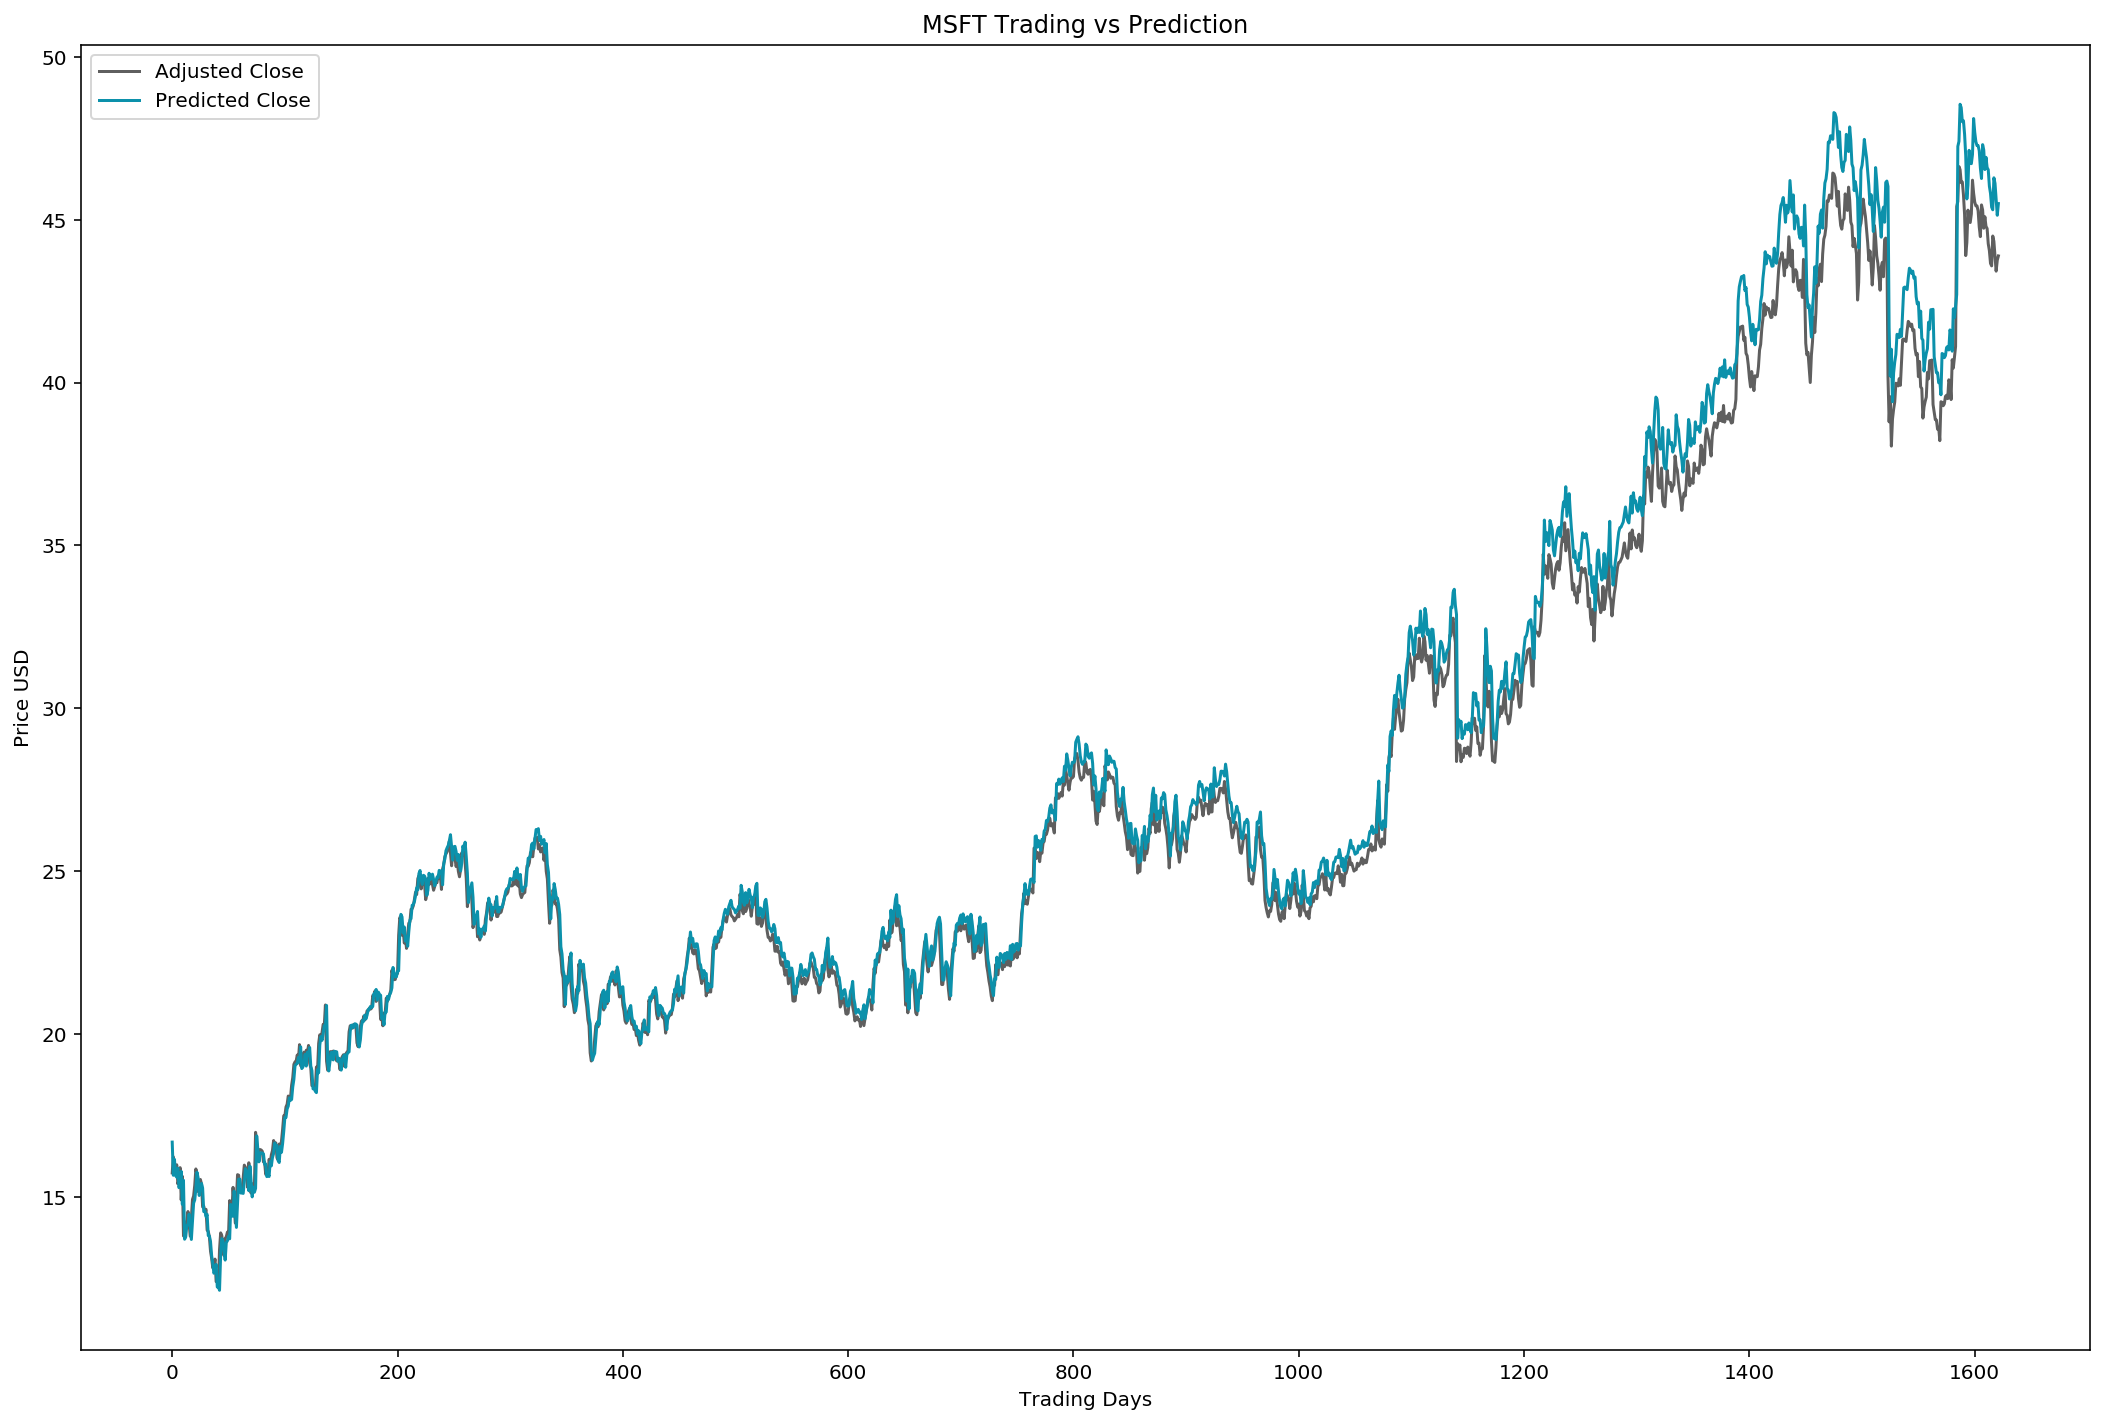 MSFT Trading vs Prediction
Adjusted Close
Predicted Close
50
45
40
35
30
25
20
15
Price USD
0 200 400 600 800 1000 1200 1400 1600
Trading Days